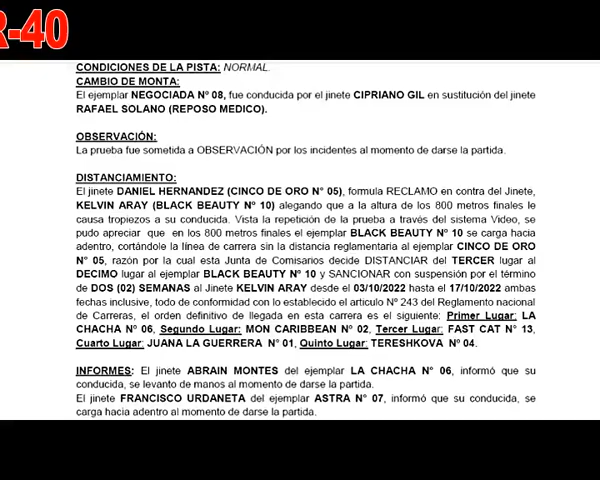 R-40
CONDICIONES DE LA PISTA: NORMAL.
CAMBIO DE MONTA:
El ejemplar NEGOCIADA Nº 08, fue conducida por el jinete CIPRIANO GIL en sustitución del jinete
RAFAEL SOLANO (REPOSO MEDICO).
OBSERVACIÓN:
La prueba fue sometida a OBSERVACIÓN por los incidentes al momento de darse la partida.
DISTANCIAMIENTO:
El jinete DANIEL HERNANDEZ (CINCO DE ORO N° 05), formula RECLAMO en contra del Jinete,
KELVIN ARAY (BLACK BEAUTY Nº 10) alegando que a la altura de los 800 metros finales le
causa tropiezos a su conducida. Vista la repetición de la prueba a través del sistema Video, se
pudo apreciar que en los 800 metros finales el ejemplar BLACK BEAUTY N° 10 se carga hacia
adentro, cortándole la línea de carrera sin la distancia reglamentaria al ejemplar CINCO DE ORO
N° 05, razón por la cual esta Junta de Comisarios decide DISTANCIAR del TERCER lugar al
DECIMO lugar al ejemplar BLACK BEAUTY N° 10 y SANCIONAR con suspensión por el término
de DOS (02) SEMANAS al Jinete KELVIN ARAY desde el 03/10/2022 hasta el 17/10/2022 ambas
fechas inclusive, todo de conformidad con lo establecido el articulo N° 243 del Reglamento nacional
de Carreras, el orden definitivo de llegada en esta carrera es el siguiente: Primer Lugar: LA
CHACHA N° 06, Segundo Lugar: MON CARIBBEAN N° 02, Tercer Lugar: FAST CAT N° 13,
Cuarto Lugar: JUANA LA GUERRERA N° 01, Quinto Lugar: TERESHKOVA N° 04.
INFORMES: El jinete ABRAIN MONTES del ejemplar LA CHACHA N° 06, informó que su
conducida, se levanto de manos al momento de darse la partida.
El jinete FRANCISCO URDANETA del ejemplar ASTRA N° 07, informó que su conducida, se
carga hacia adentro al momento de darse la partida.